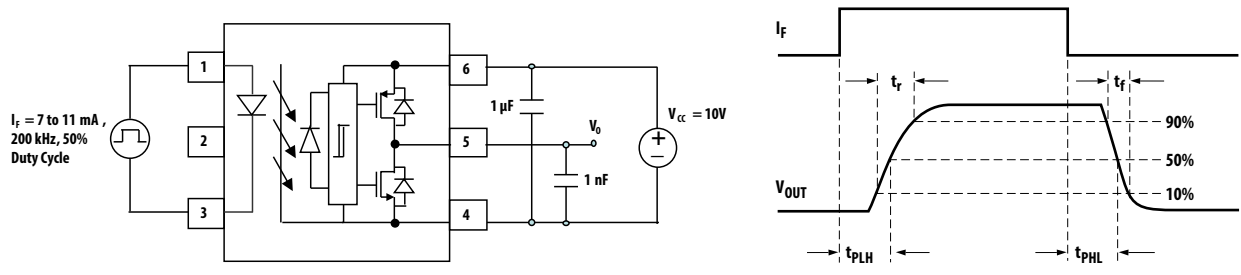 I_F = 7 to 11 mA ,
200 kHz, 50%
Duty Cycle
1
2
3
6
5
4
1 µF
V_O
1 nF
V_CC = 10V
I_F
t_r
t_f
90%
50%
10%
V_OUT
t_PLH
t_PHL